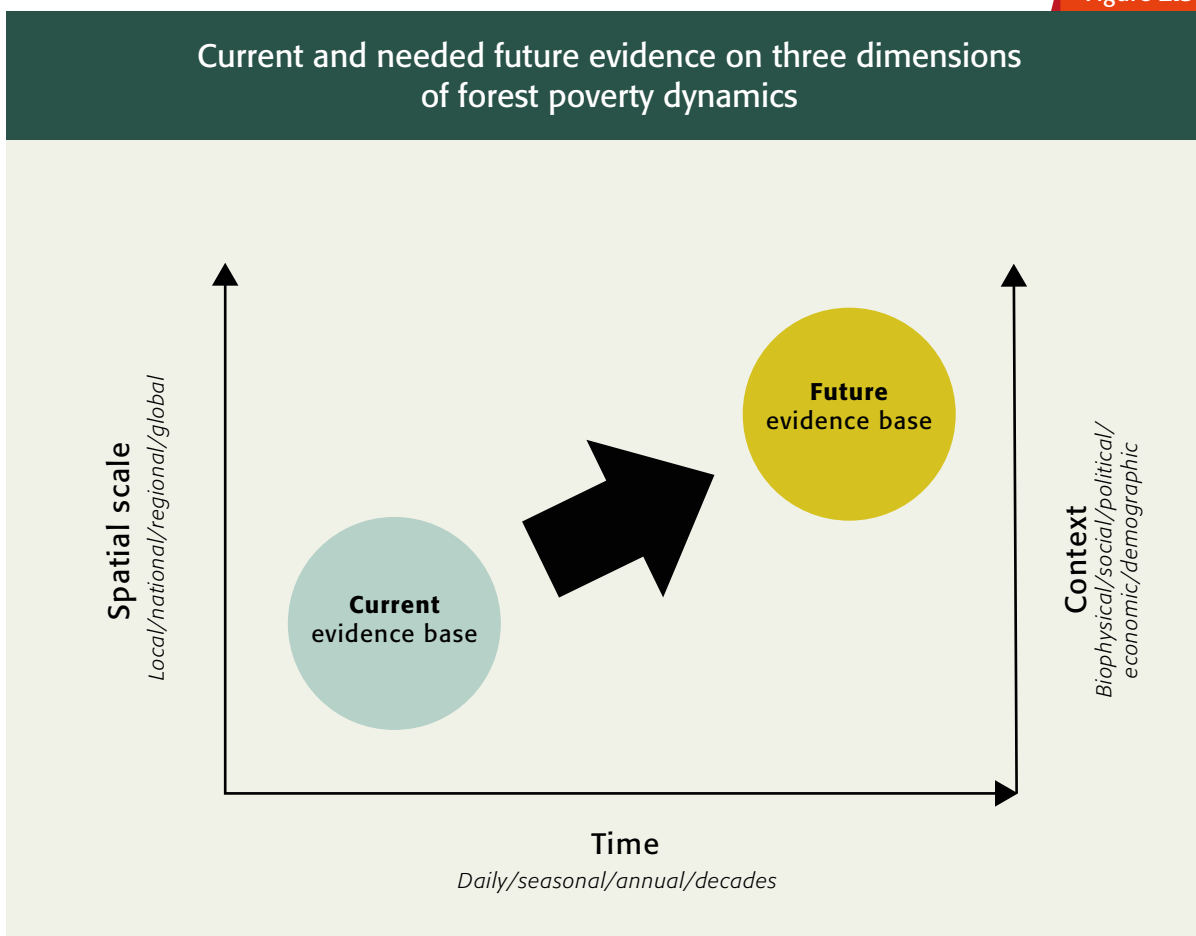 Current and needed future evidence on three dimensions
of forest poverty dynamics
Spatial scale
Local/national/regional/global
Current
evidence base
Future
evidence base
Context
Biophysical/social/political/
economic/demographic
Time
Daily/seasonal/annual/decades